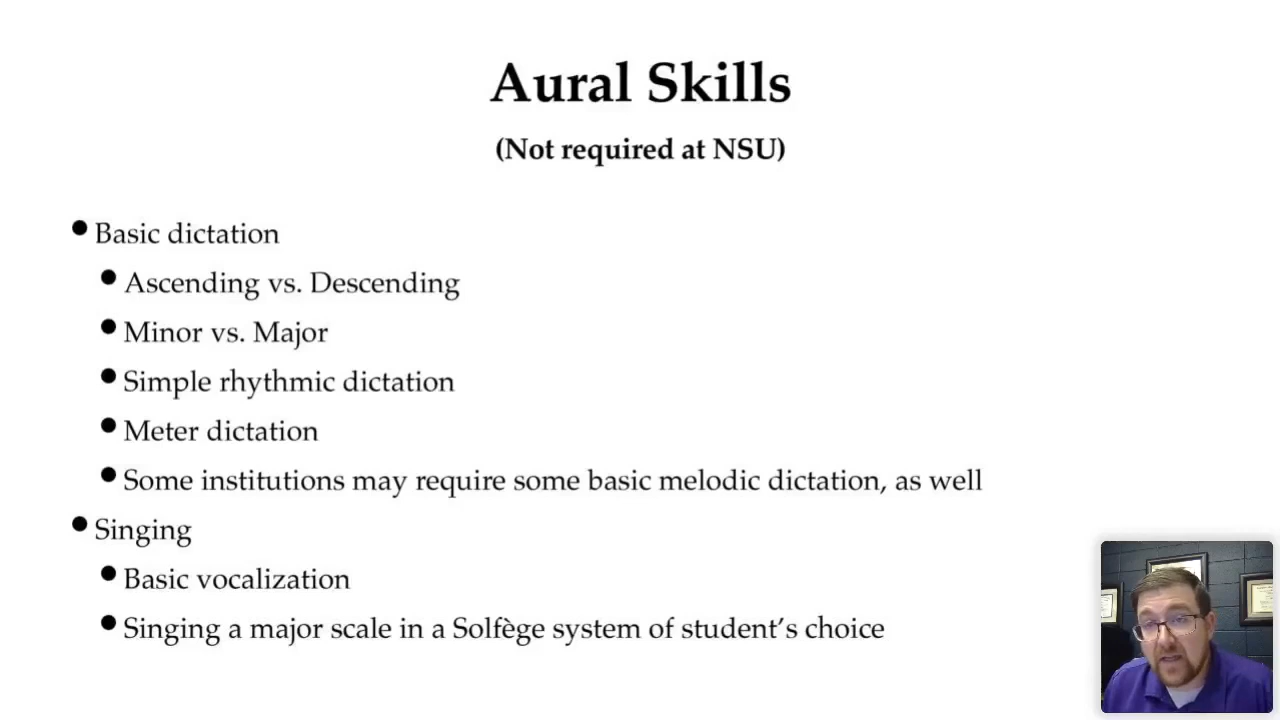 Aural Skills
(Not required at NSU)
• Basic dictation
• Ascending vs. Descending
• Minor vs. Major
• Simple rhythmic dictation
• Meter dictation
• Some institutions may require some basic melodic dictation, as well
• Singing
• Basic vocalization
• Singing a major scale in a Solfège system of student’s choice